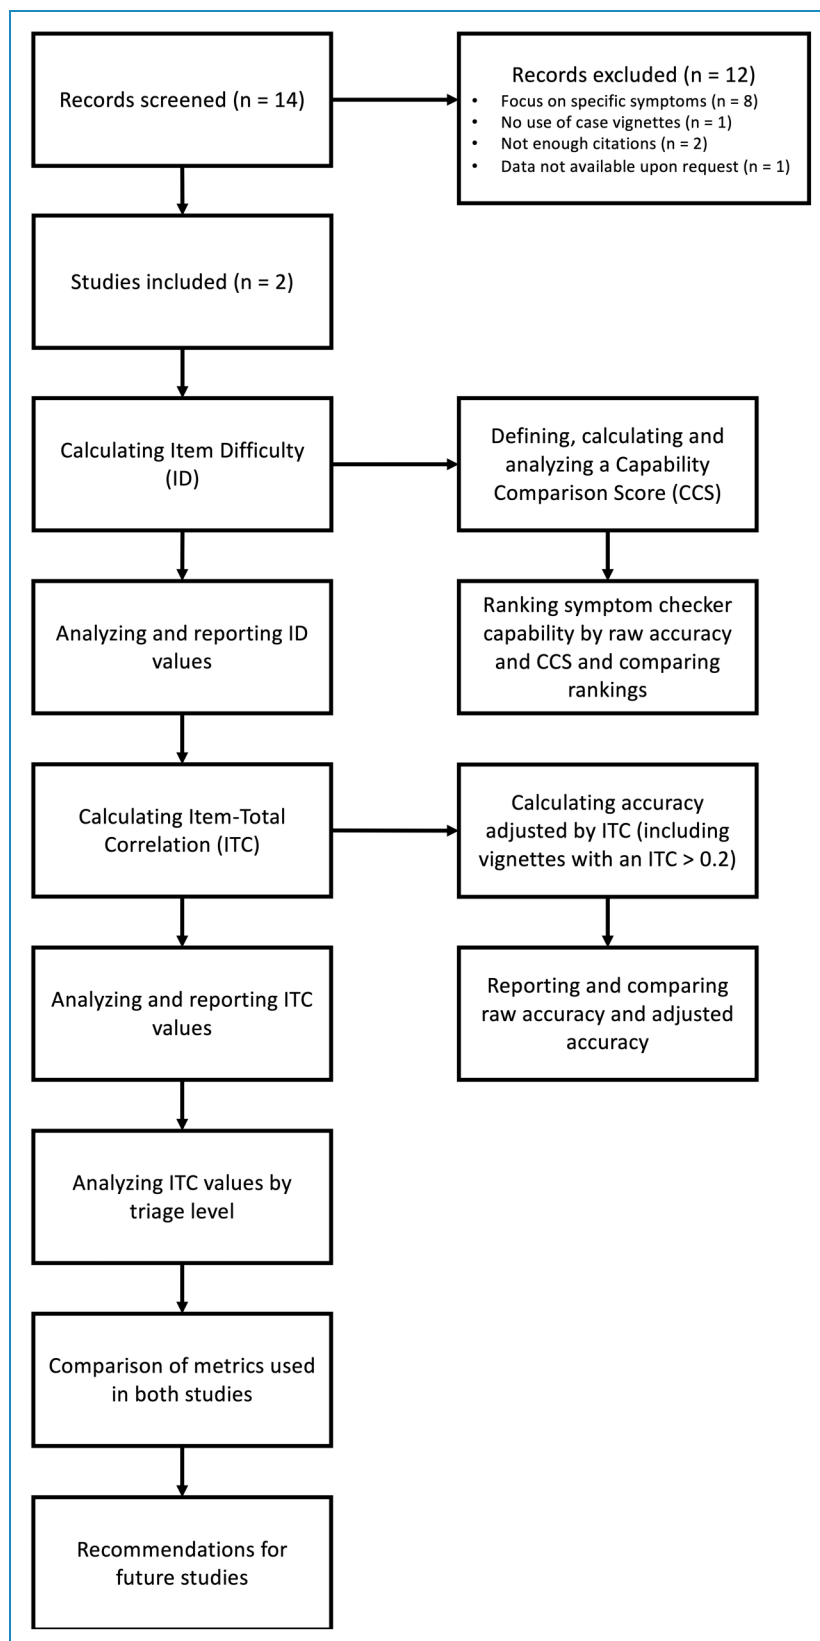 Records screened (n = 14)
Records excluded (n = 12)
• Focus on specific symptoms (n = 8)
• No use of case vignettes (n = 1)
• Not enough citations (n = 2)
• Data not available upon request (n = 1)
Studies included (n = 2)
Calculating Item Difficulty
(ID)
Defining, calculating and
analyzing a Capability
Comparison Score (CCS)
Analyzing and reporting ID
values
Ranking symptom checker
capability by raw accuracy
and CCS and comparing
rankings
Calculating Item-Total
Correlation (ITC)
Calculating accuracy
adjusted by ITC (including
vignettes with an ITC > 0.2)
Analyzing and reporting ITC
values
Reporting and comparing
raw accuracy and adjusted
accuracy
Analyzing ITC values by
triage level
Comparison of metrics used
in both studies
Recommendations for
future studies